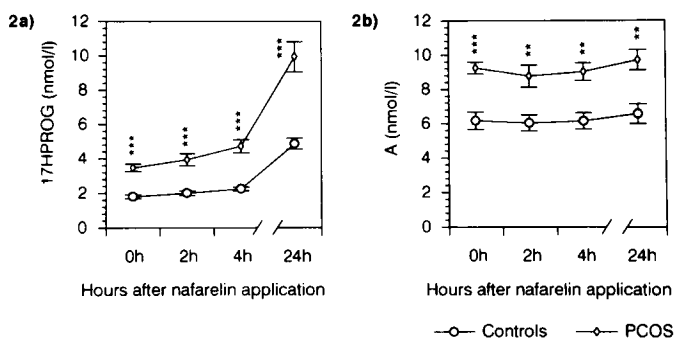 2a)
12
10
8
6
4
2
0
17HPROG (nmol/l)
***
***
***
***
0h 2h 4h 24h
Hours after nafarelin application
2b)
12
10
8
6
4
2
0
A (nmol/l)
***
**
**
**
0h 2h 4h 24h
Hours after nafarelin application
Controls PCOS